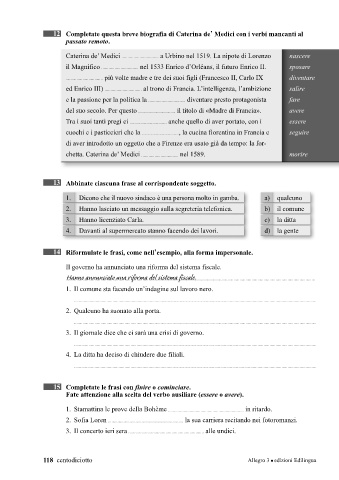 12 Completate questa breve biografia di Caterina de' Medici con i verbi mancanti al
passato remoto.
Caterina de' Medici ................ a Urbino nel 1519. La nipote di Lorenzo
nascere
il Magnifico ................ nel 1533 Enrico d'Orléans, il futuro Enrico II.
sposare
................ più volte madre e tre dei suoi figli (Francesco II, Carlo IX
diventare
ed Enrico III) ................ al trono di Francia. L'intelligenza, l'ambizione
salire
e la passione per la politica la ................ diventare presto protagonista
fare
del suo secolo. Per questo ................ il titolo di «Madre di Francia».
avere
Tra i suoi tanti pregi ci ................ anche quello di aver portato, con i
essere
cuochi e i pasticcieri che la ................, la cucina fiorentina in Francia e
seguire
di aver introdotto un oggetto che a Firenze era usato già da tempo: la for-
chetta. Caterina de' Medici ................ nel 1589.
morire
13 Abbinate ciascuna frase al corrispondente soggetto.
1. Dicono che il nuovo sindaco è una persona molto in gamba.
a) qualcuno
2. Hanno lasciato un messaggio sulla segreteria telefonica.
b) il comune
3. Hanno licenziato Carla.
c) la ditta
4. Davanti al supermercato stanno facendo dei lavori.
d) la gente
14 Riformulate le frasi, come nell'esempio, alla forma impersonale.
Il governo ha annunciato una riforma del sistema fiscale.
Hanno annunciato una riforma del sistema fiscale.
1. Il comune sta facendo un'indagine sul lavoro nero.
2. Qualcuno ha suonato alla porta.
3. Il giornale dice che ci sarà una crisi di governo.
4. La ditta ha deciso di chiudere due filiali.
15 Completate le frasi con finire o cominciare.
Fate attenzione alla scelta del verbo ausiliare (essere o avere).
1. Stamattina le prove della Bohème ................ in ritardo.
2. Sofia Loren ................ la sua carriera recitando nei fotoromanzi.
3. Il concerto ieri sera ................ alle undici.
118 centodiciotto
Allegro 3 • edizioni Edilingua